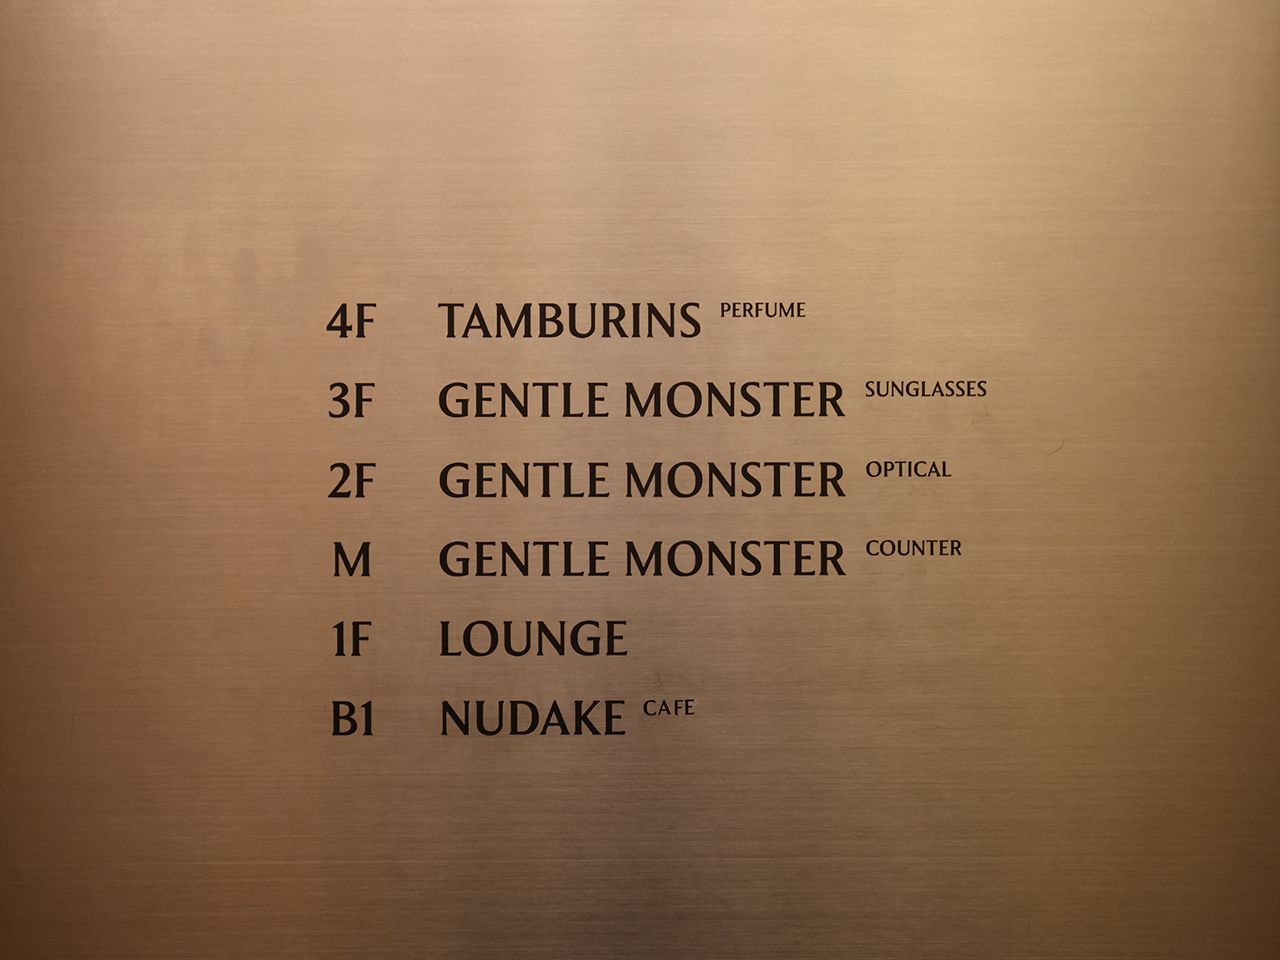 4F TAMBURINS PERFUME
3F GENTLE MONSTER SUNGLASSES
2F GENTLE MONSTER OPTICAL
M GENTLE MONSTER COUNTER
1F LOUNGE
B1 NUDAKE CAFE